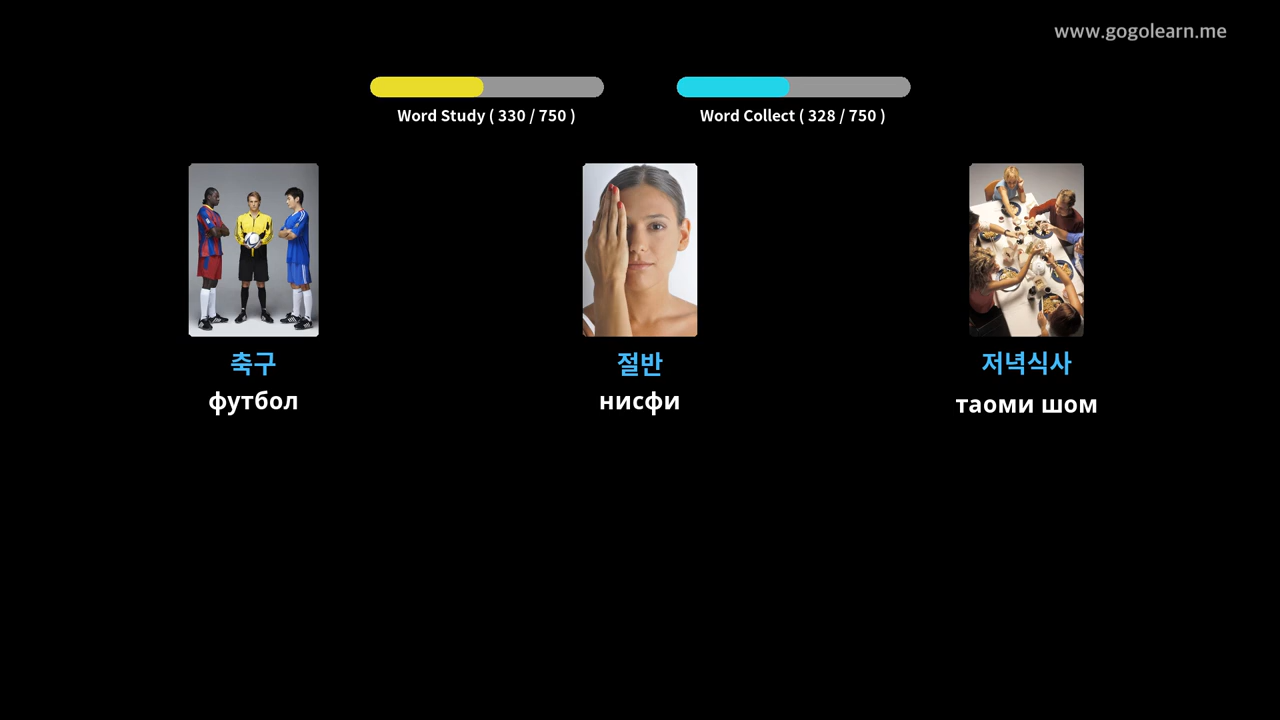 www.gogolearn.me
Word Study ( 330 / 750 )
Word Collect ( 328 / 750 )
축구
футбол
절반
нисфи
저녁식사
таоми шом